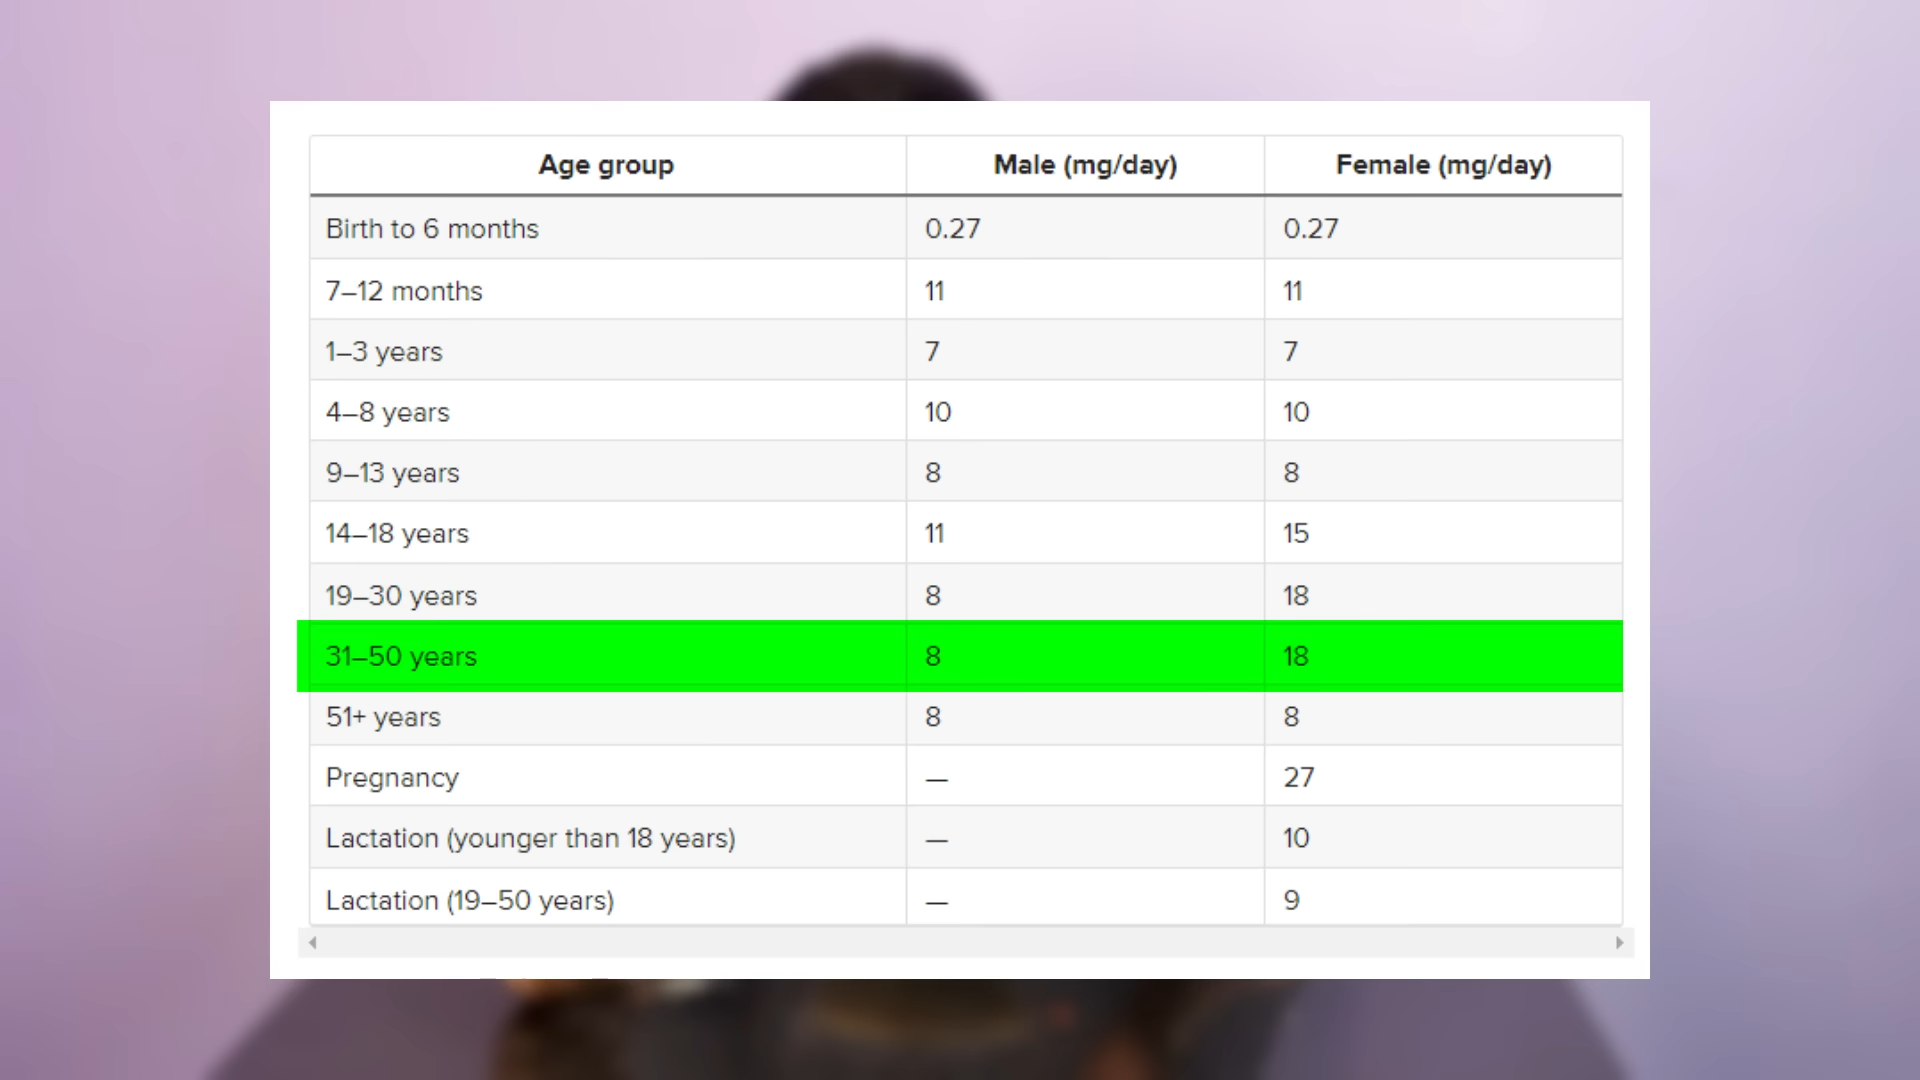 Age group Male (mg/day) Female (mg/day)
Birth to 6 months 0.27 0.27
7–12 months 11 11
1–3 years 7 7
4–8 years 10 10
9–13 years 8 8
14–18 years 11 15
19–30 years 8 18
31–50 years 8 18
51+ years 8 8
Pregnancy — 27
Lactation (younger than 18 years) — 10
Lactation (19–50 years) — 9